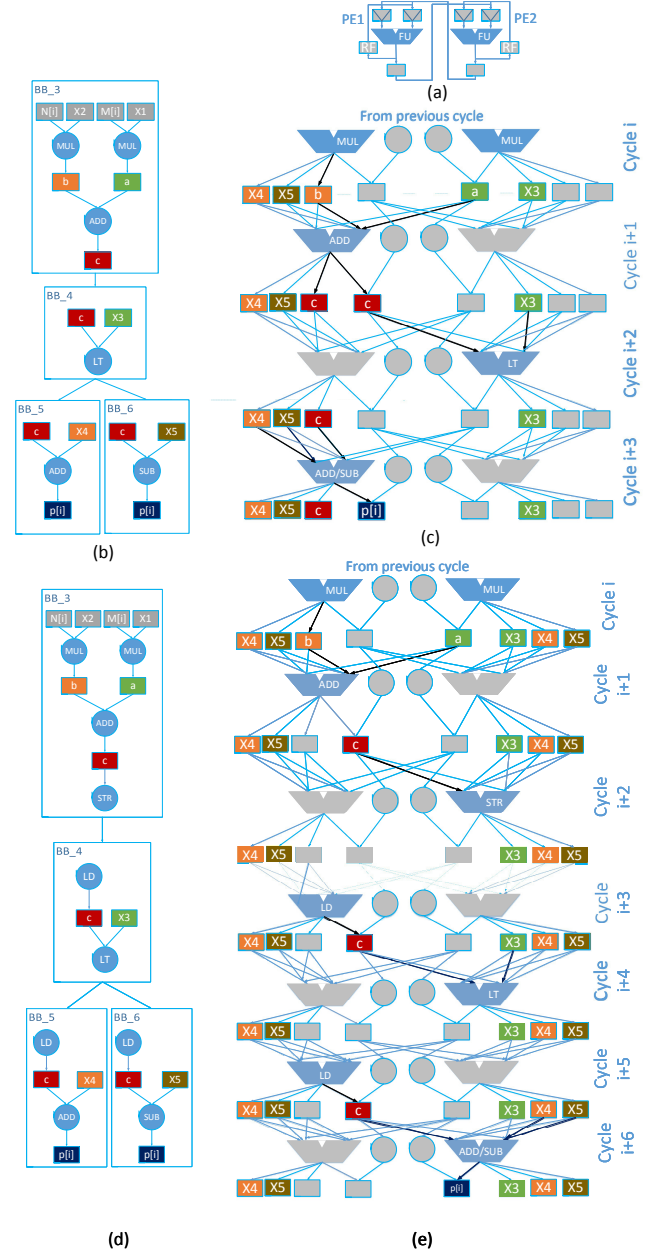 PE1
PE2
FU
FU
RF
RF
(a)
BB_3
N[i] X2 M[i] X1
MUL MUL
b a
ADD
c
BB_4
c X3
LT
BB_5
c X4
ADD
p[i]
BB_6
c X5
SUB
p[i]
(b)
From previous cycle
MUL MUL
Cycle i
X4 X5 b a X3
ADD
Cycle i+1
X4 X5 c c X3
LT
Cycle i+2
X4 X5 c X3
ADD/SUB
Cycle i+3
X4 X5 c p[i] X3
(c)
BB_3
N[i] X2 M[i] X1
MUL MUL
b a
ADD
c
STR
BB_4
LD
c X3
LT
BB_5
LD
c X4
ADD
p[i]
BB_6
LD
c X5
SUB
p[i]
(d)
From previous cycle
MUL MUL
Cycle i
X4 X5 b a X3 X4 X5
ADD
Cycle
i+1
X4 X5 c X3 X4 X5
STR
Cycle
i+2
X4 X5 X3 X4 X5
LD
Cycle
i+3
X4 X5 c X3 X4 X5
LT
Cycle
i+4
X4 X5 X3 X4 X5
LD
Cycle
i+5
X4 X5 c X3 X4 X5
ADD/SUB
Cycle
i+6
X4 X5 p[i] X3 X4 X5
(e)